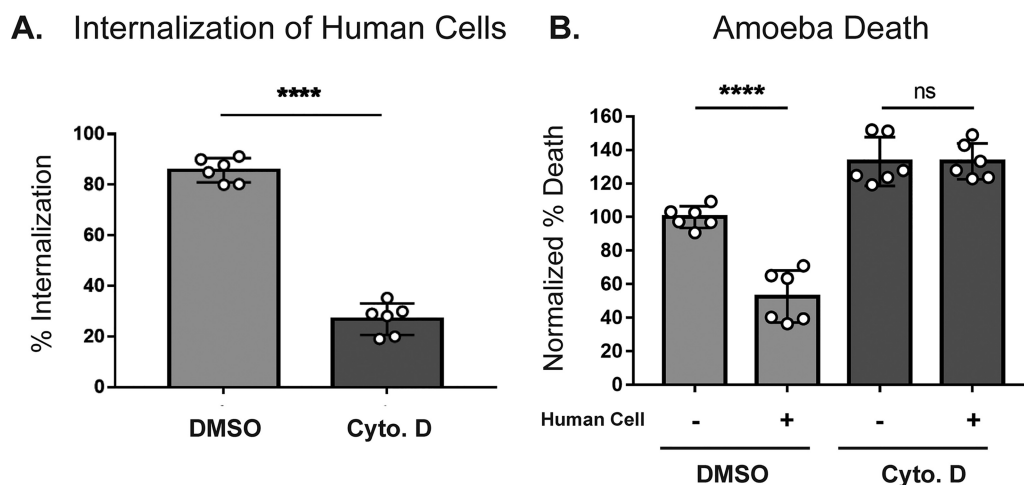 A. Internalization of Human Cells
****
% Internalization
100
80
60
40
20
0
DMSO Cyto. D
B. Amoeba Death
**** ns
Normalized % Death
160
140
120
100
80
60
40
20
0
Human Cell - + - +
DMSO Cyto. D